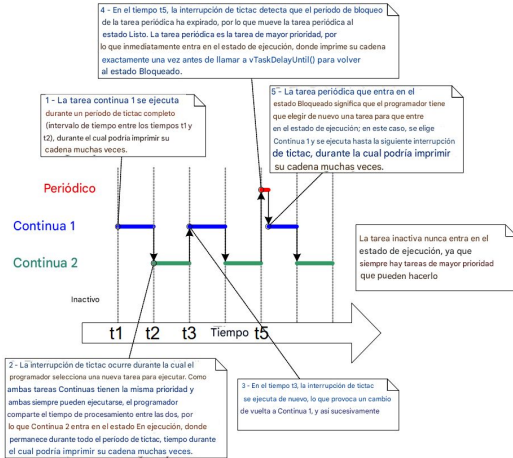 4 - En el tiempo t5, la interrupción de tictac detecta que el periodo de bloqueo
de la tarea periódica ha expirado, por lo que mueve la tarea periódica al
estado Listo. La tarea periódica es la tarea de mayor prioridad, por
lo que inmediatamente entra en el estado de ejecución, donde imprime su cadena
exactamente una vez antes de llamar a vTaskDelayUntil() para volver
al estado Bloqueado.
1 - La tarea continua 1 se ejecuta
durante un periodo de tictac completo
(intervalo de tiempo entre los tiempos t1 y
t2), durante el cual podría imprimir su
cadena muchas veces.
5 - La tarea periódica que entra en el
estado Bloqueado significa que el programador tiene
que elegir de nuevo una tarea para que entre
en el estado de ejecución; en este caso, se elige
Continua 1 y se ejecuta hasta la siguiente interrupción
de tictac, durante la cual podría imprimir
su cadena muchas veces.
Periódico
Continua 1
Continua 2
La tarea inactiva nunca entra en el
estado de ejecución, ya que
siempre hay tareas de mayor prioridad
que pueden hacerlo
Inactivo
t1 t2 t3 Tiempo t5
2 - La interrupción de tictac ocurre durante la cual el
programador selecciona una nueva tarea para ejecutar. Como
ambas tareas Continuas tienen la misma prioridad y
ambas siempre pueden ejecutarse, el programador
comparte el tiempo de procesamiento entre las dos, por
lo que Continua 2 entra en el estado En ejecución, donde
permanece durante todo el período de tictac, tiempo durante
el cual podría imprimir su cadena muchas veces.
3 - En el tiempo t3, la interrupción de tictac
se ejecuta de nuevo, lo que provoca un cambio
de vuelta a Continua 1, y así sucesivamente